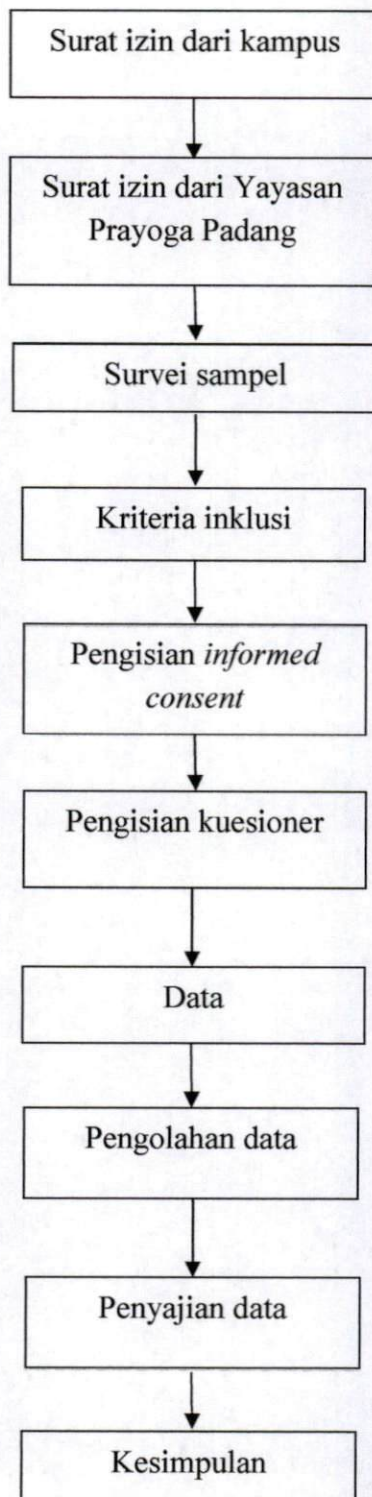 Surat izin dari kampus
Surat izin dari Yayasan
Prayoga Padang
Survei sampel
Kriteria inklusi
Pengisian informed
consent
Pengisian kuesioner
Data
Pengolahan data
Penyajian data
Kesimpulan